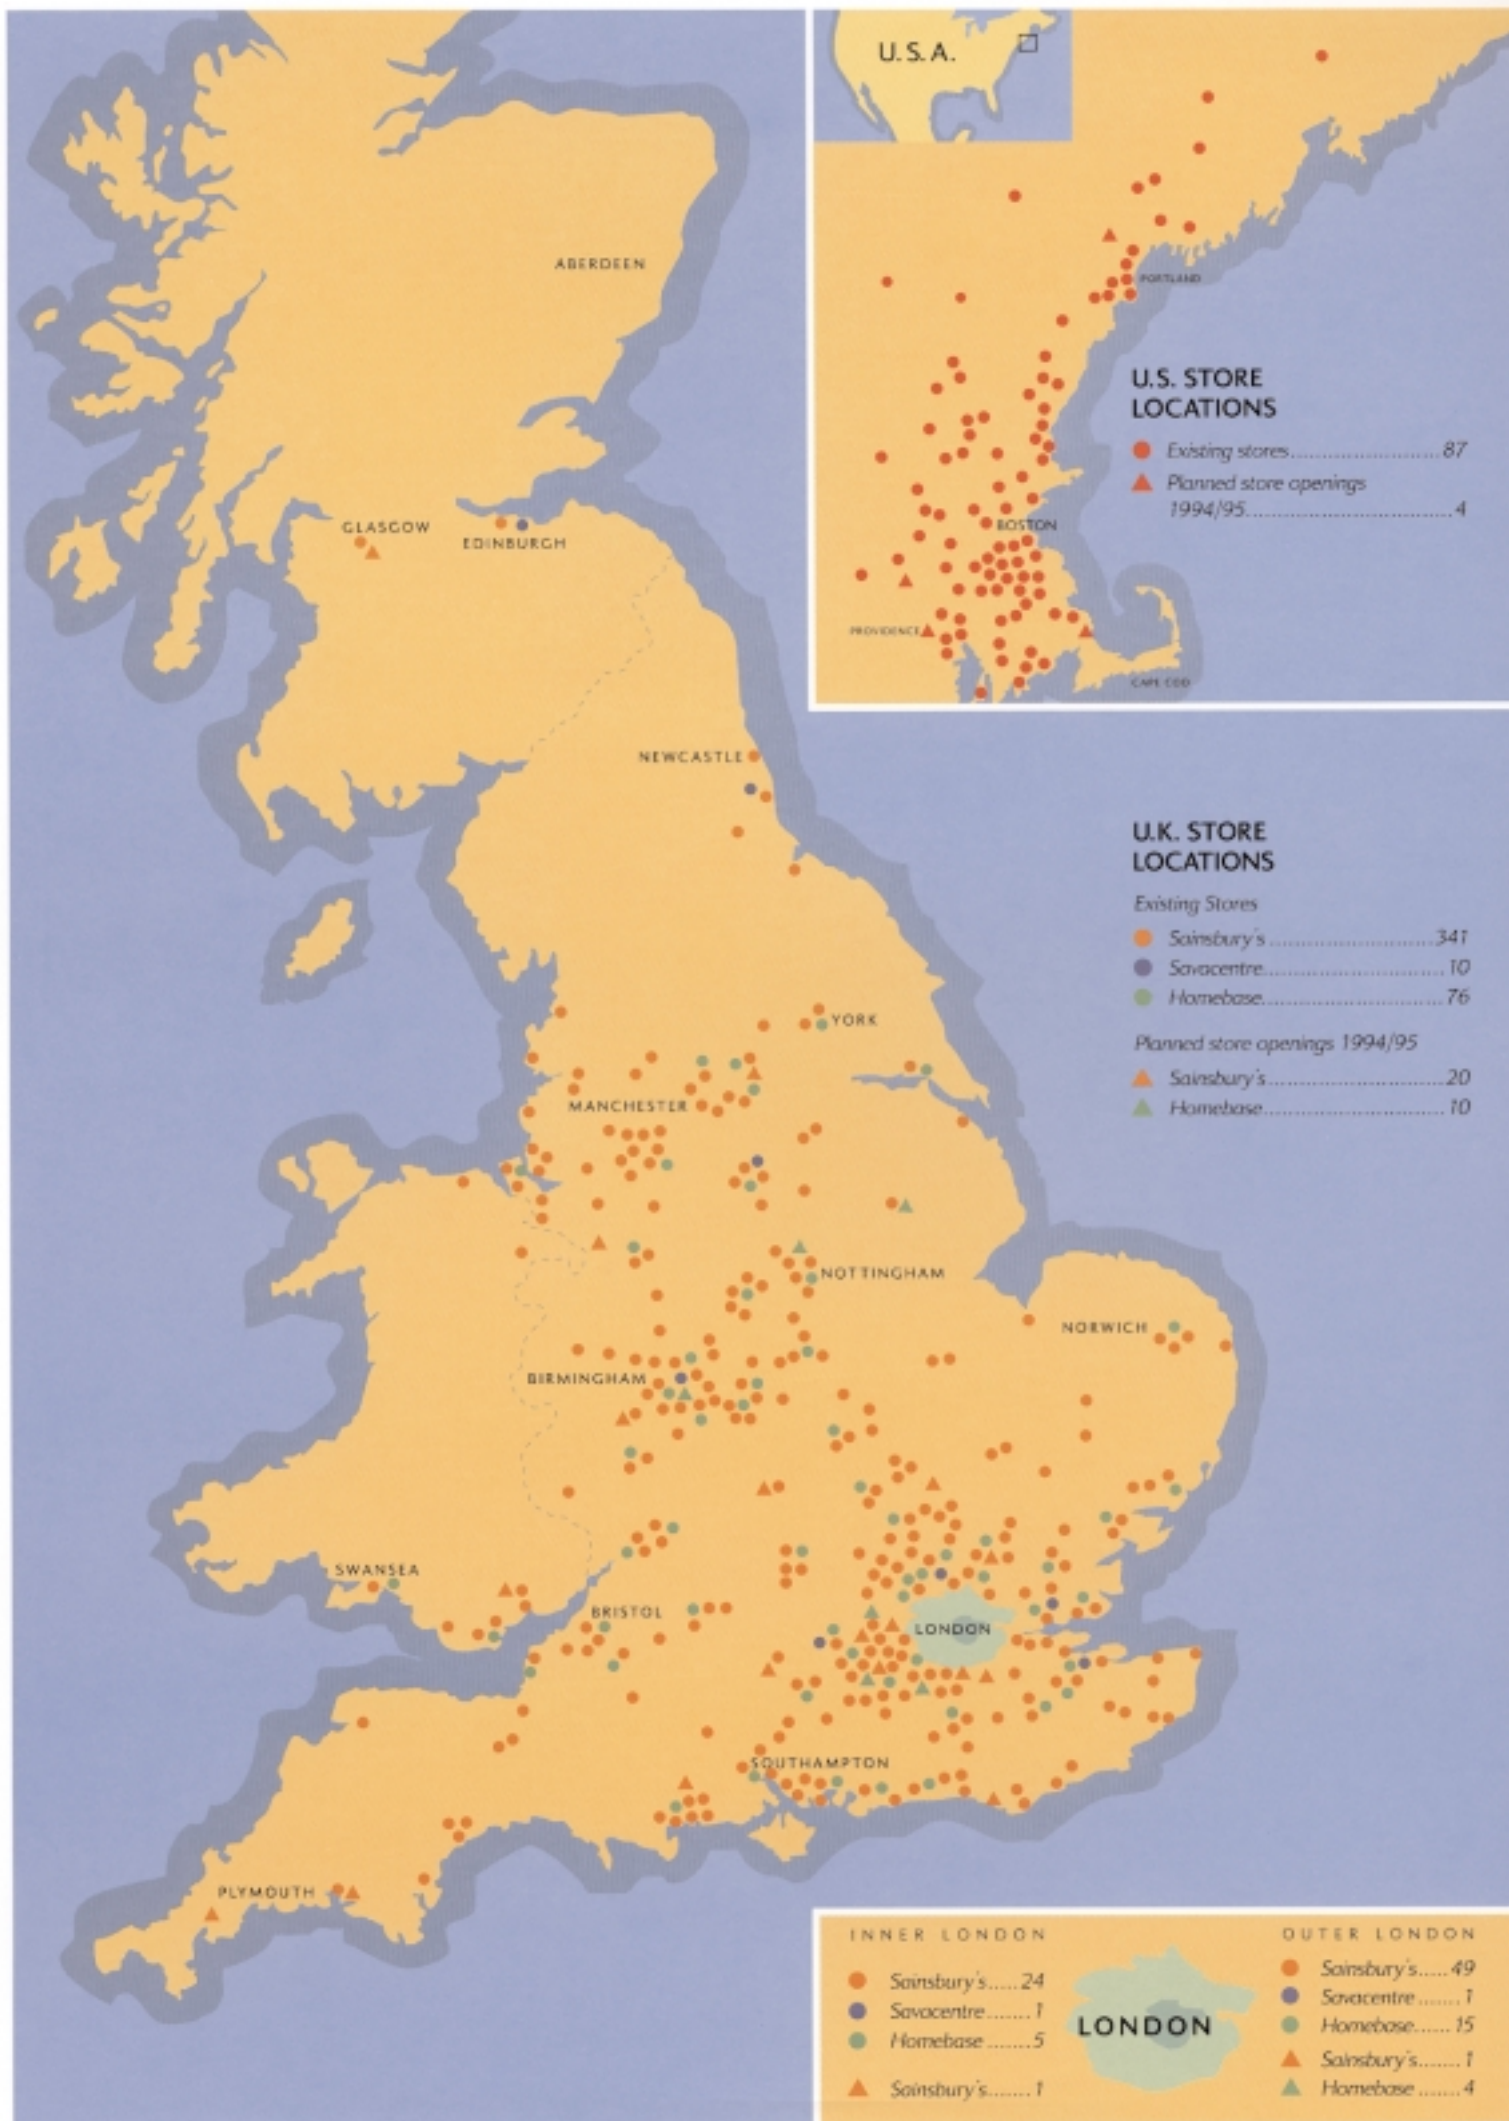 U.S.A.
PORTLAND
BOSTON
PROVIDENCE
CAPE COD
U.S. STORE
LOCATIONS
Existing stores..........................87
Planned store openings
1994/95....................................4
ABERDEEN
GLASGOW
EDINBURGH
NEWCASTLE
U.K. STORE
LOCATIONS
Existing Stores
Sainsbury's.............................341
Savacentre................................10
Homebase................................76
Planned store openings 1994/95
Sainsbury's...............................20
Homebase................................10
YORK
MANCHESTER
NOTTINGHAM
NORWICH
BIRMINGHAM
SWANSEA
BRISTOL
LONDON
SOUTHAMPTON
PLYMOUTH
INNER LONDON
Sainsbury's.....24
Savacentre........1
Homebase........5
Sainsbury's.......1
LONDON
OUTER LONDON
Sainsbury's.....49
Savacentre.......1
Homebase......15
Sainsbury's.......1
Homebase.......4